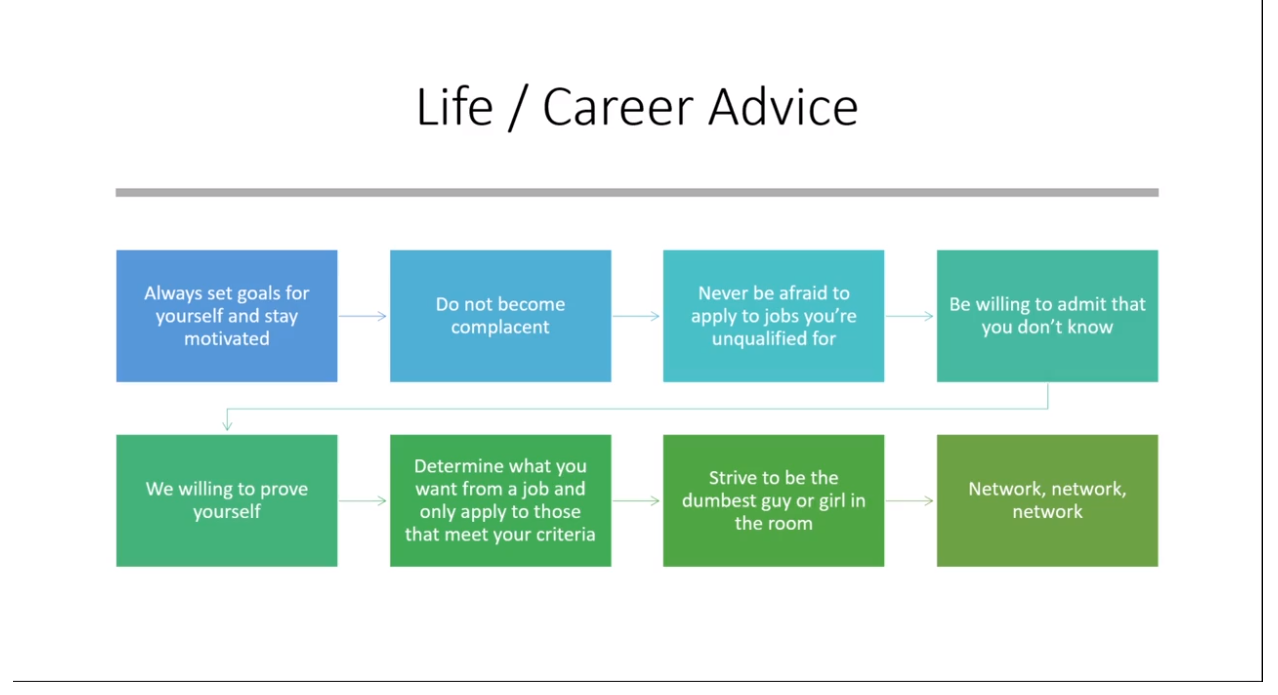 Life / Career Advice
Always set goals for
yourself and stay
motivated
Do not become
complacent
Never be afraid to
apply to jobs you’re
unqualified for
Be willing to admit that
you don’t know
We willing to prove
yourself
Determine what you
want from a job and
only apply to those
that meet your criteria
Strive to be the
dumbest guy or girl in
the room
Network, network,
network